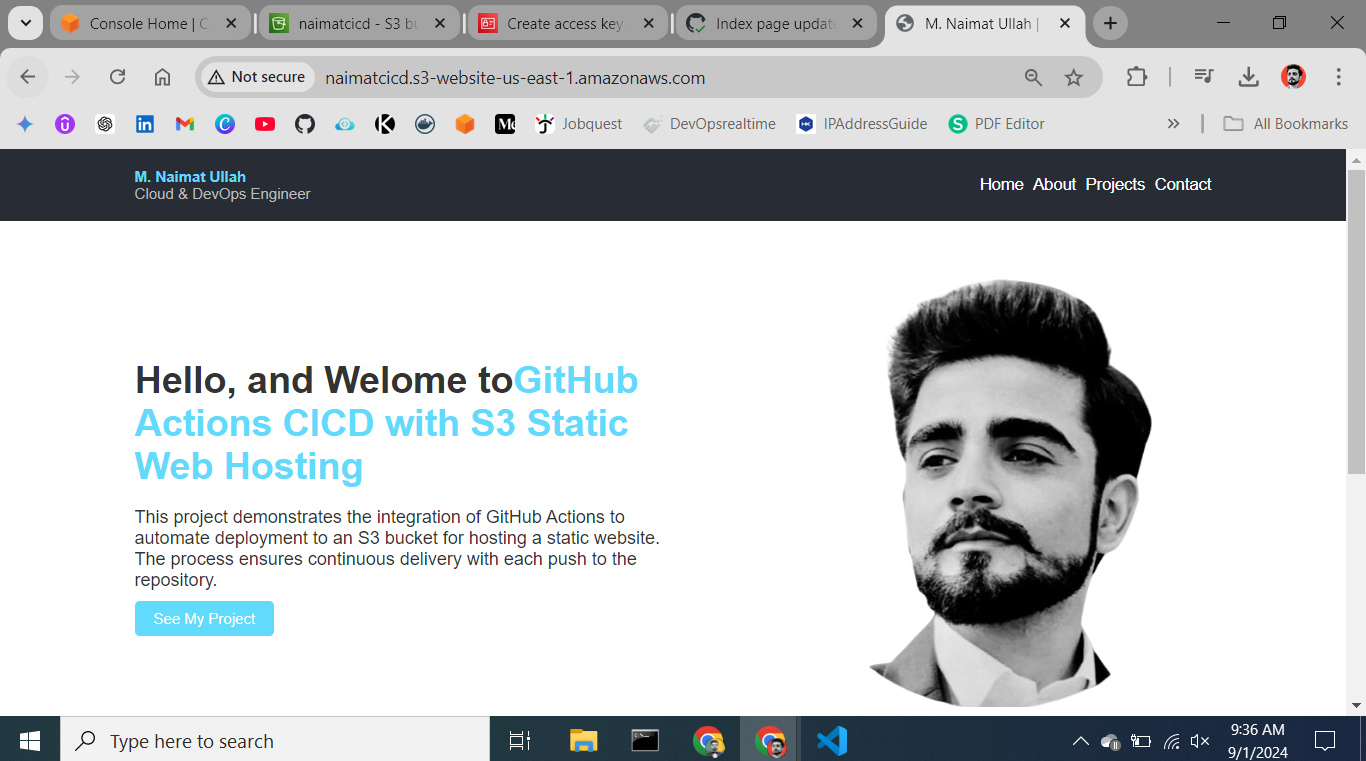 Console Home | C
naimatcicd - S3 bu
Create access key
Index page update
M. Naimat Ullah |
Not secure
naimatcicd.s3-website-us-east-1.amazonaws.com
Jobquest
DevOpsrealtime
IPAddressGuide
PDF Editor
All Bookmarks
M. Naimat Ullah
Cloud & DevOps Engineer
Home About Projects Contact
Hello, and Welome toGitHub
Actions CICD with S3 Static
Web Hosting
This project demonstrates the integration of GitHub Actions to
automate deployment to an S3 bucket for hosting a static website.
The process ensures continuous delivery with each push to the
repository.
See My Project
Type here to search
9:36 AM
9/1/2024